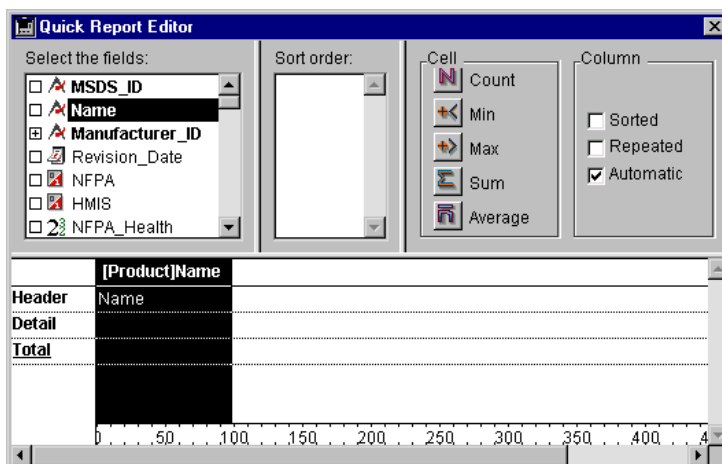 Quick Report Editor
Select the fields:
MSDS_ID
Name
Manufacturer_ID
Revision_Date
NFPA
HMIS
NFPA_Health
Sort order:
Cell
Count
Min
Max
Sum
Average
Column
Sorted
Repeated
Automatic
[Product]Name
Header Name
Detail
Total
0 50 100 150 200 250 300 350 400 4